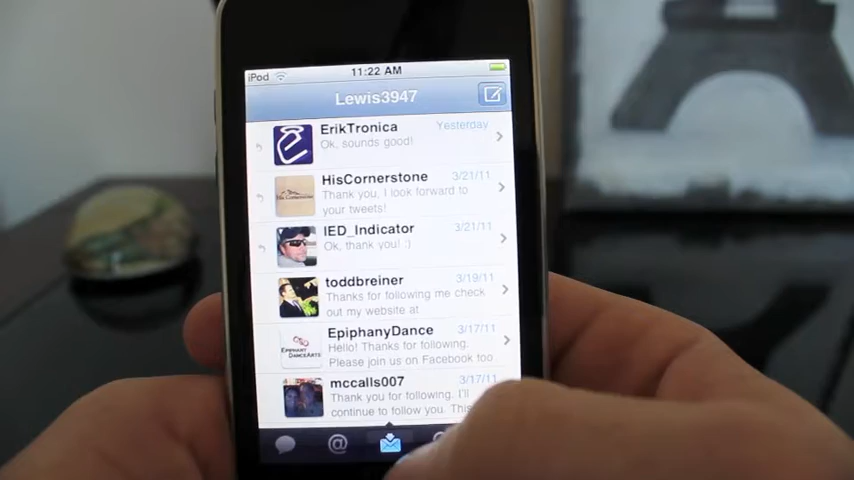 iPod 11:22 AM
Lewis3947
ErikTronica Yesterday
Ok, sounds good!
HisCornerstone 3/21/11
Thank you, I look forward to
your tweets!
IED_Indicator 3/21/11
Ok, thank you! :)
toddbreiner 3/19/11
Thanks for following me check
out my website at
EpiphanyDance 3/17/11
Hello! Thanks for following.
Please join us on Facebook too
mccalls007 3/17/11
Thank you for following. I'll
continue to follow you. This
@